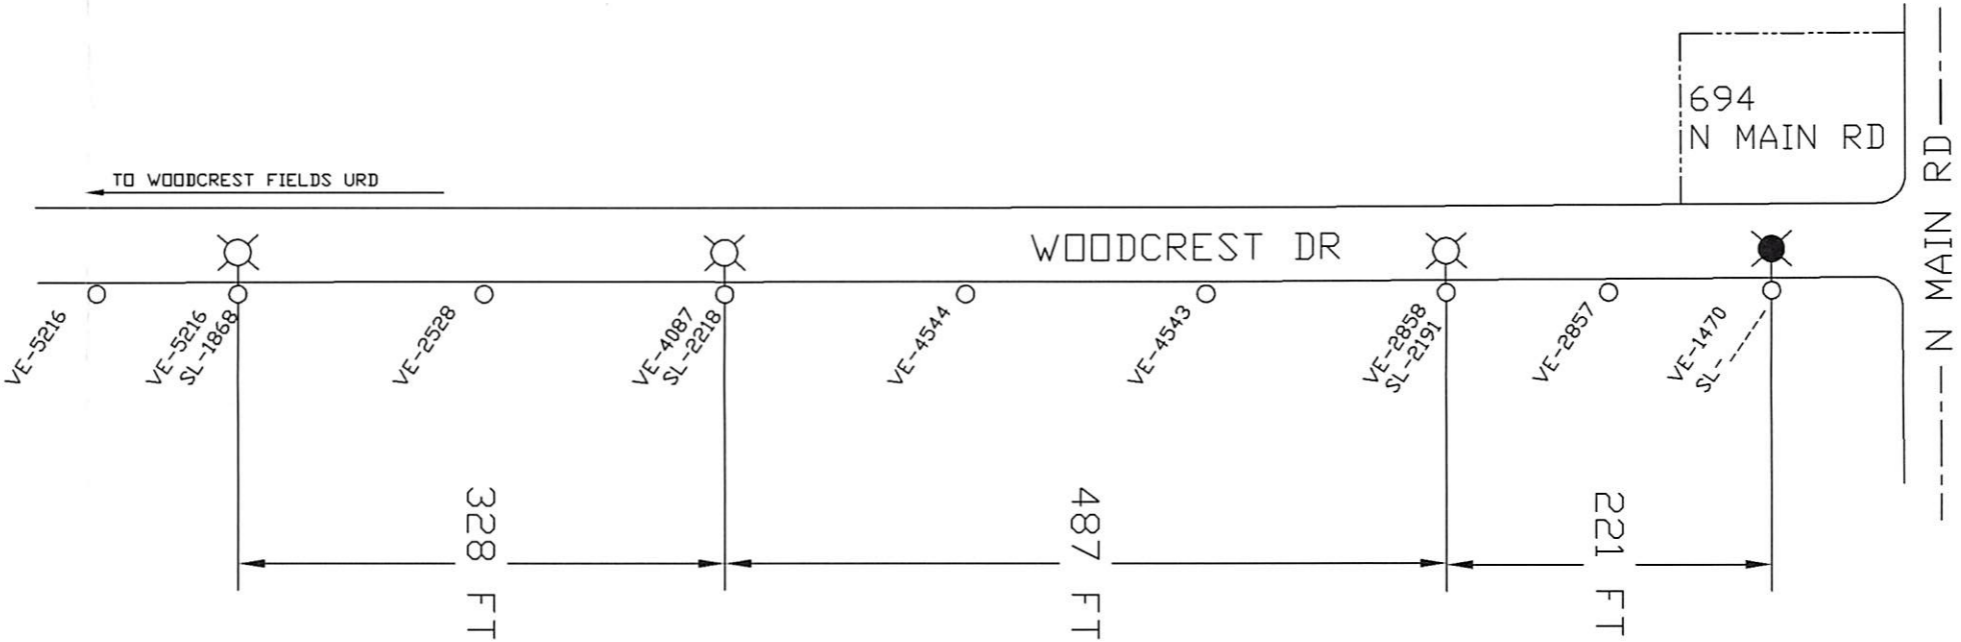 694
N MAIN RD
N MAIN RD
TO WOODCREST FIELDS URD
WOODCREST DR
VE-5216
VE-5216
SL-1868
VE-2528
VE-4087
SL-2218
VE-4544
VE-4543
VE-2858
SL-2191
VE-2857
VE-1470
SL-----
328 FT
487 FT
221 FT